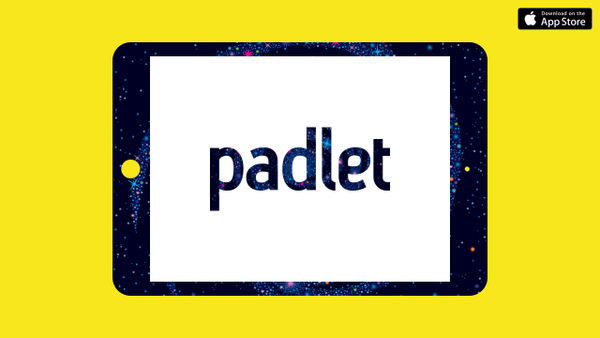 Download on the
App Store
padlet